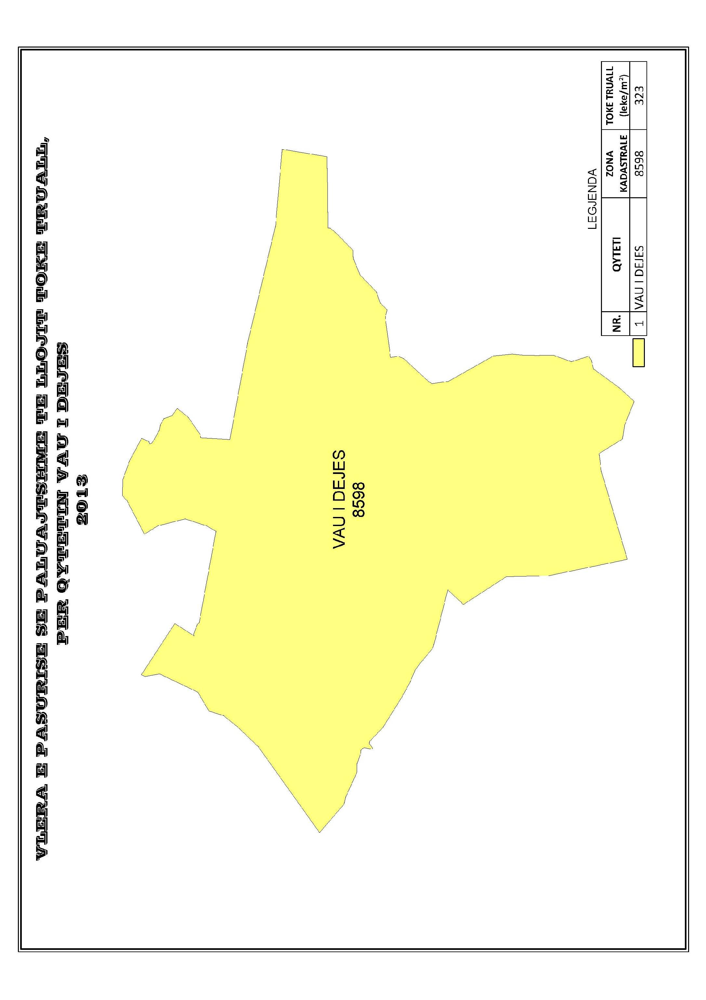 VLERA E PASURISE SE PALUAJTSHME TE LLOJIT TOKE TRUALL,
PER QYTETIN VAU I DEJES
2013
VAU I DEJES
8598
LEGJENDA
NR. QYTETI ZONA KADASTRALE TOKE TRUALL (leke/m²)
1 VAU I DEJES 8598 323